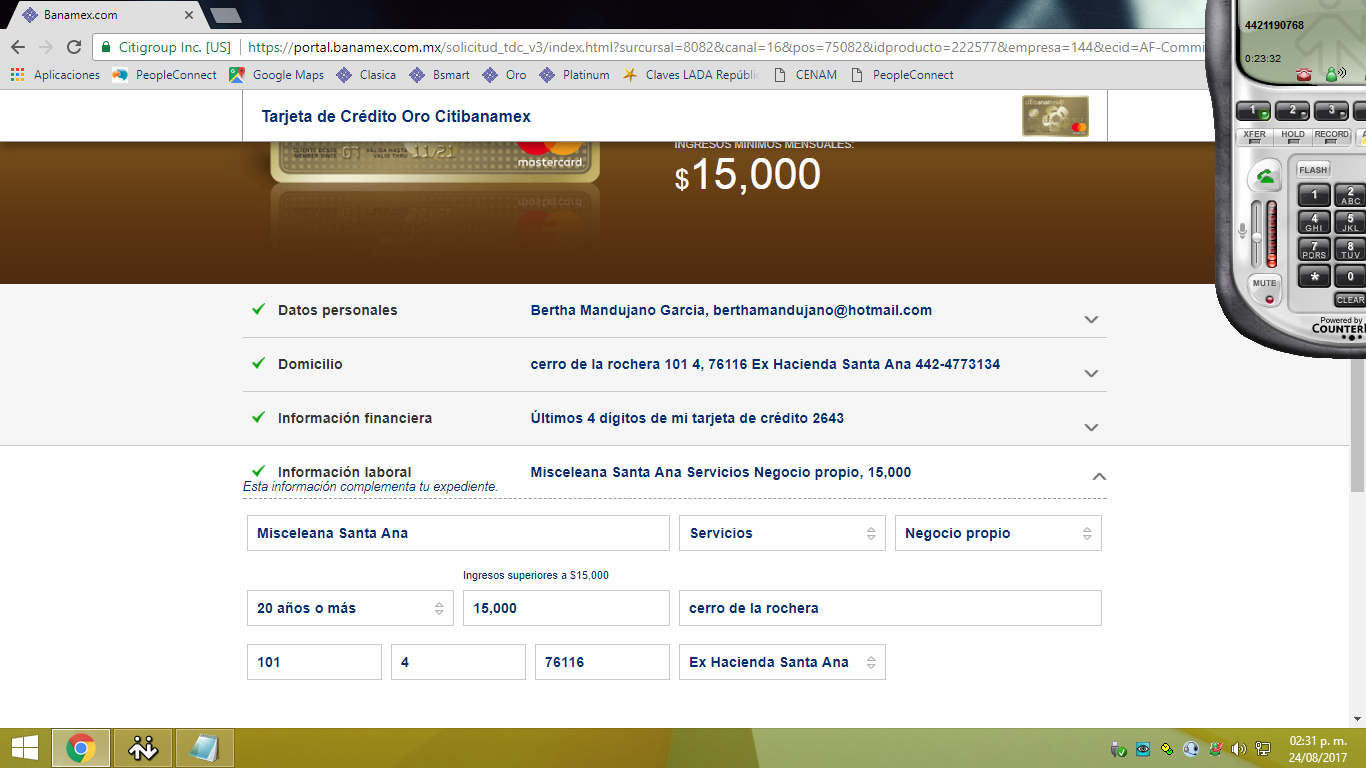 Banamex.com
4421190768
Citigroup Inc. [US] https://portal.banamex.com.mx/solicitud_tdc_v3/index.html?surcursal=8082&canal=16&pos=75082&idproducto=222577&empresa=144&ecid=AF-Commi
0:23:32
Aplicaciones PeopleConnect Google Maps Clasica Bsmart Oro Platinum Claves LADA Repúbli CENAM PeopleConnect
Tarjeta de Crédito Oro Citibanamex
1 2 3
XFER HOLD RECORD
INGRESOS MÍNIMOS MENSUALES:
$15,000
mastercard.
FLASH
1 2 ABC
4 GHI 5 JKL
7 PQRS 8 TUV
* 0
MUTE
CLEAR
Powered by
COUNTER
Datos personales Bertha Mandujano Garcia, berthamandujano@hotmail.com
Domicilio cerro de la rochera 101 4, 76116 Ex Hacienda Santa Ana 442-4773134
Información financiera Últimos 4 dígitos de mi tarjeta de crédito 2643
Información laboral Misceleana Santa Ana Servicios Negocio propio, 15,000
Esta información complementa tu expediente.
Misceleana Santa Ana Servicios Negocio propio
Ingresos superiores a $15,000
20 años o más 15,000 cerro de la rochera
101 4 76116 Ex Hacienda Santa Ana
02:31 p. m.
24/08/2017